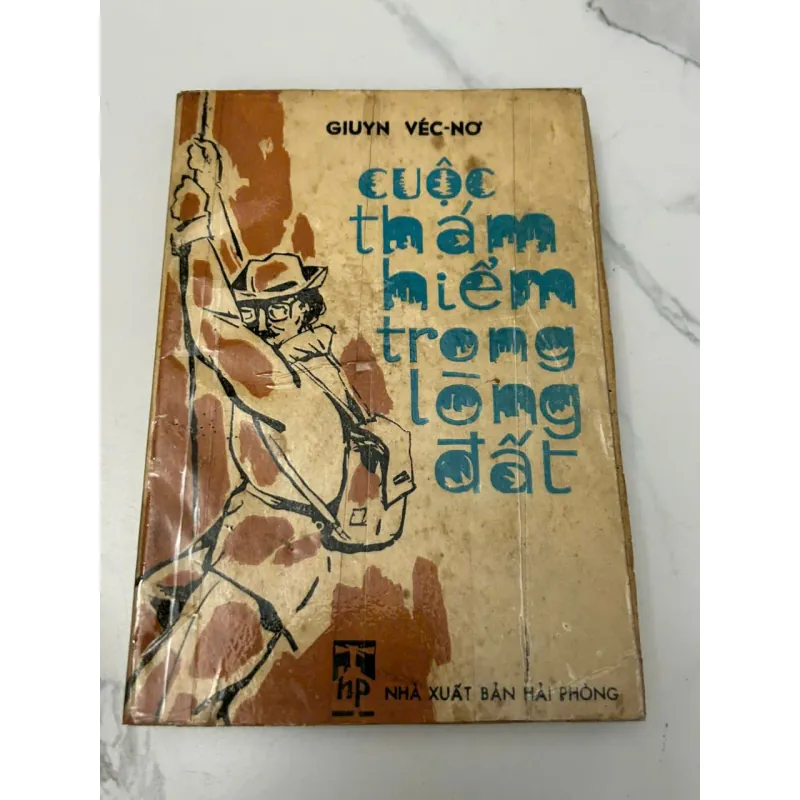 GIUYN VÉC-NƠ
cuộc
thám
hiểm
trong
lòng
đất
hp
NHÀ XUẤT BẢN HẢI PHÒNG